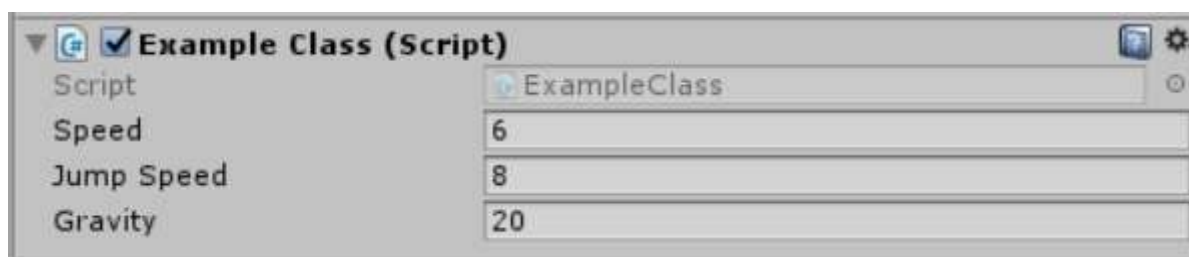 Example Class (Script)
Script ExampleClass
Speed 6
Jump Speed 8
Gravity 20